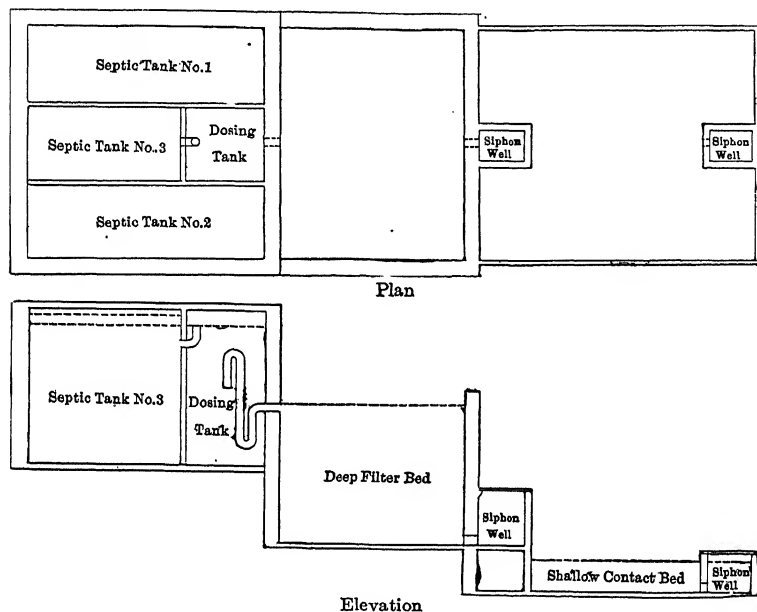 Septic Tank No.1
Septic Tank No.3
Dosing
Tank
Siphon
Well
Siphon
Well
Septic Tank No.2
Plan
Septic Tank No.3
Dosing
Tank
Deep Filter Bed
Siphon
Well
Shallow Contact Bed
Siphon
Well
Elevation